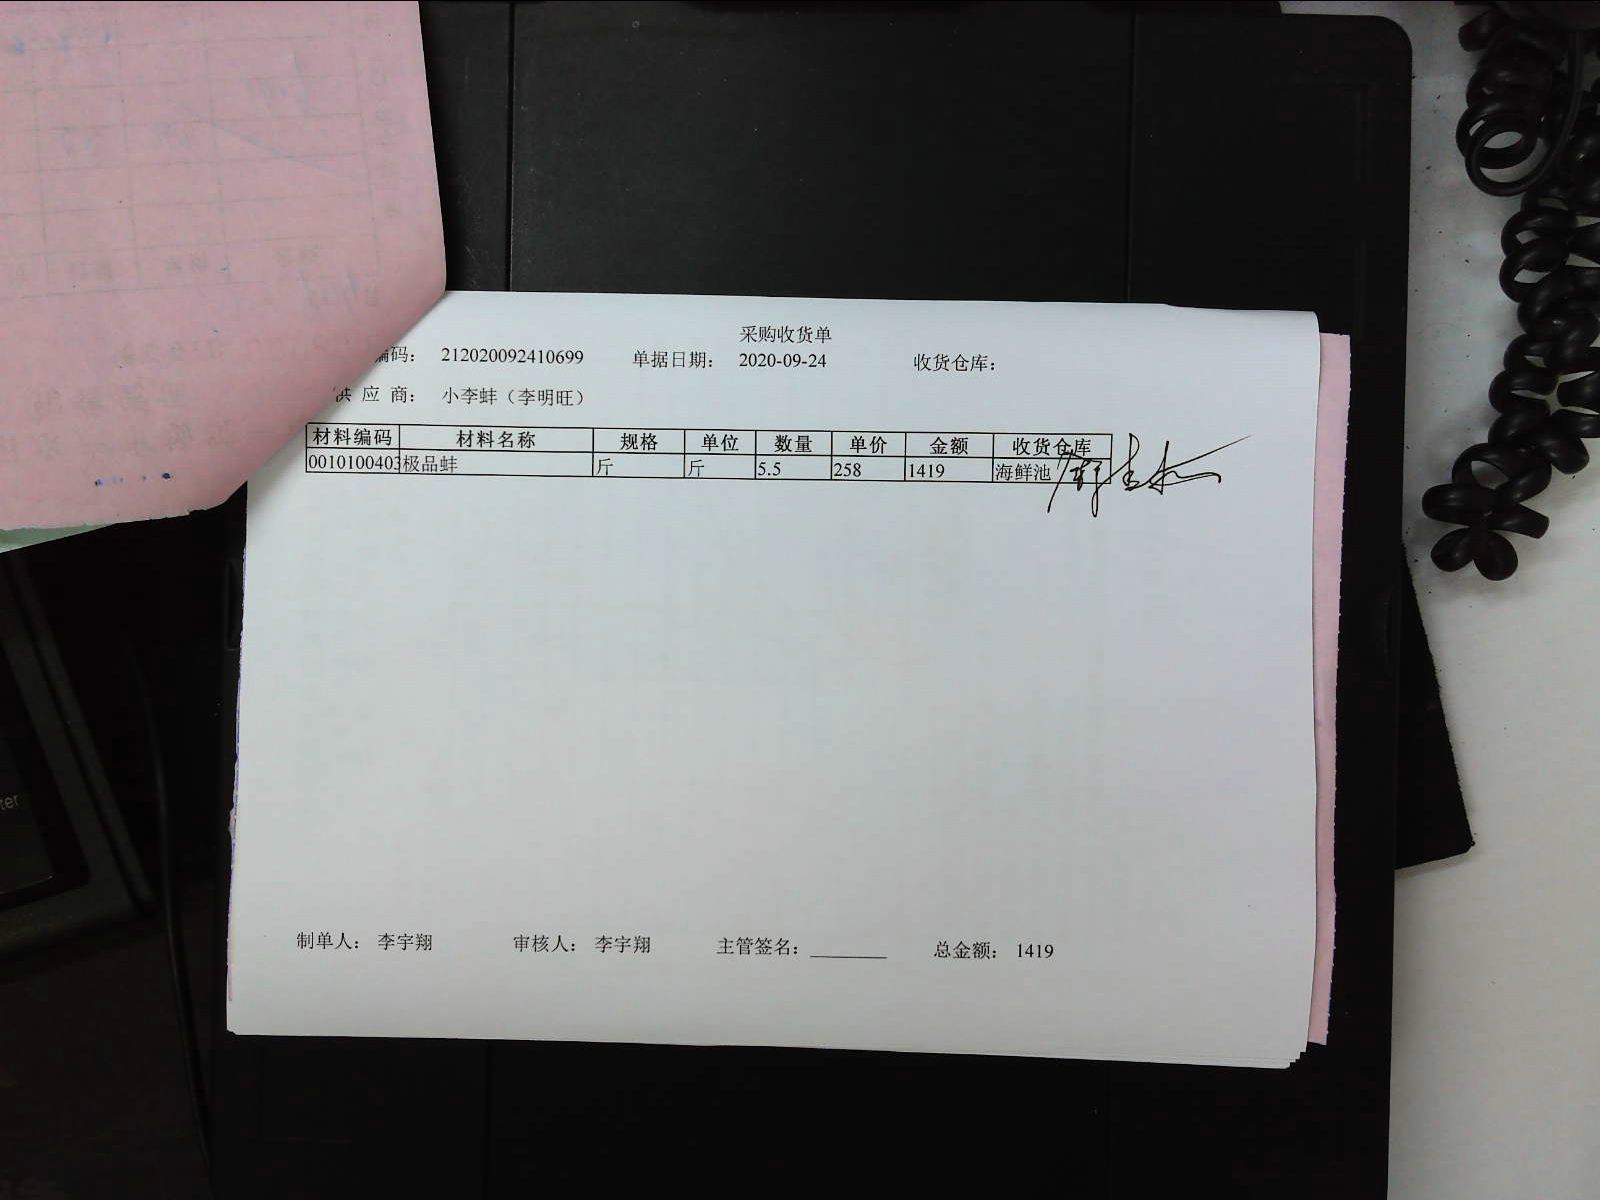 采购收货单
编码： 212020092410699 单据日期： 2020-09-24 收货仓库：
供应商： 小李蚌（李明旺）
材料编码 材料名称 规格 单位 数量 单价 金额 收货仓库
0010100403 极品蚌 斤 斤 5.5 258 1419 海鲜池
制单人： 李宇翔 审核人： 李宇翔 主管签名：________ 总金额： 1419
ter